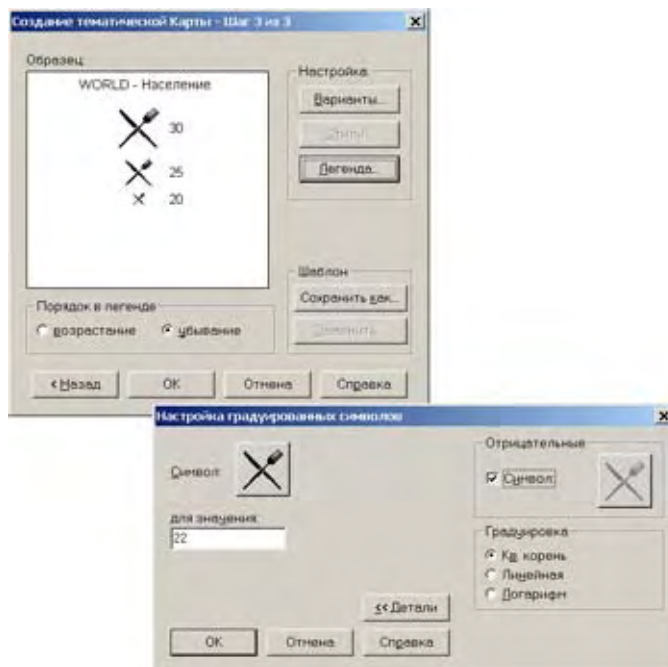 Создание тематической Карты - Шаг 3 из 3
Образец:
WORLD - Население
30
25
20
Настройка
Варианты...
Стили...
Легенда...
Порядок в легенде
возрастание
убывание
Шаблон
Сохранить как...
< Назад
OK
Отмена
Справка
Настройка градуированных символов
Символ:
для значения:
22
Отрицательные
Символ:
Градуировка
Кв. корень
Линейная
Логарифм
<< Детали
OK
Отмена
Справка